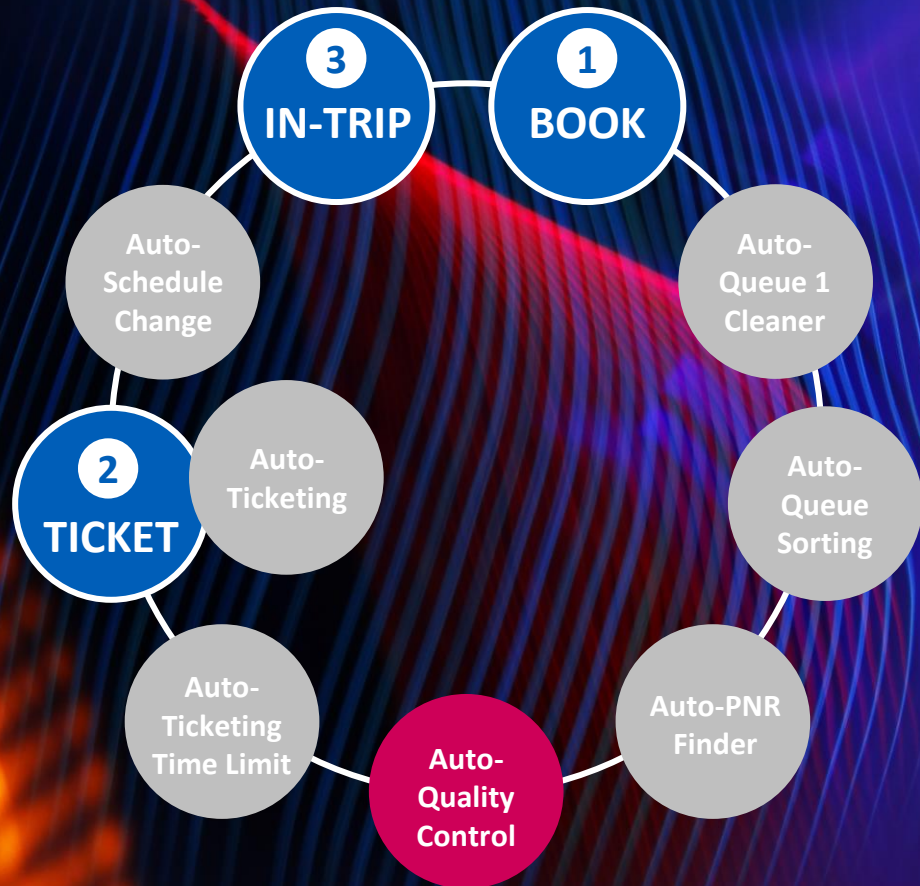 3
IN-TRIP
1
BOOK
Auto-
Schedule
Change
Auto-
Queue 1
Cleaner
2
TICKET
Auto-
Ticketing
Auto-
Queue
Sorting
Auto-
Ticketing
Time Limit
Auto-
Quality
Control
Auto-PNR
Finder